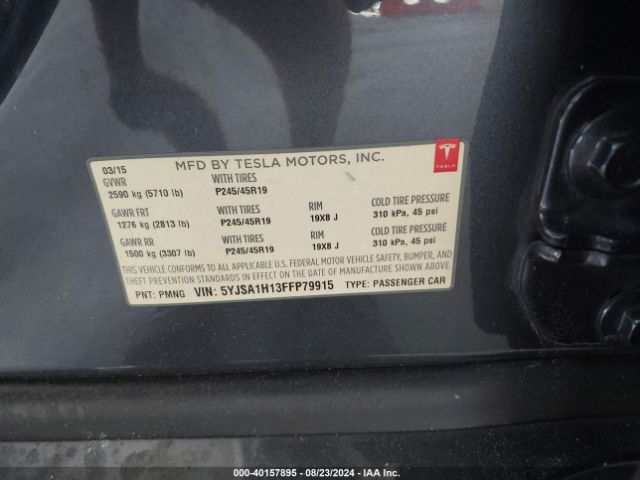 03/15 MFD BY TESLA MOTORS, INC.
TESLA
GVWR WITH TIRES
2590 kg (5710 lb) P245/45R19
GAWR FRT WITH TIRES RIM COLD TIRE PRESSURE
1276 kg (2813 lb) P245/45R19 19X8 J 310 kPa, 45 psi
GAWR RR WITH TIRES RIM COLD TIRE PRESSURE
1500 kg (3307 lb) P245/45R19 19X8 J 310 kPa, 45 psi
THIS VEHICLE CONFORMS TO ALL APPLICABLE U.S. FEDERAL MOTOR VEHICLE SAFETY, BUMPER, AND
THEFT PREVENTION STANDARDS IN EFFECT ON THE DATE OF MANUFACTURE SHOWN ABOVE.
PNT: PMNG VIN: 5YJSA1H13FFP79915 TYPE: PASSENGER CAR
000-40157895 - 08/23/2024 - IAA Inc.